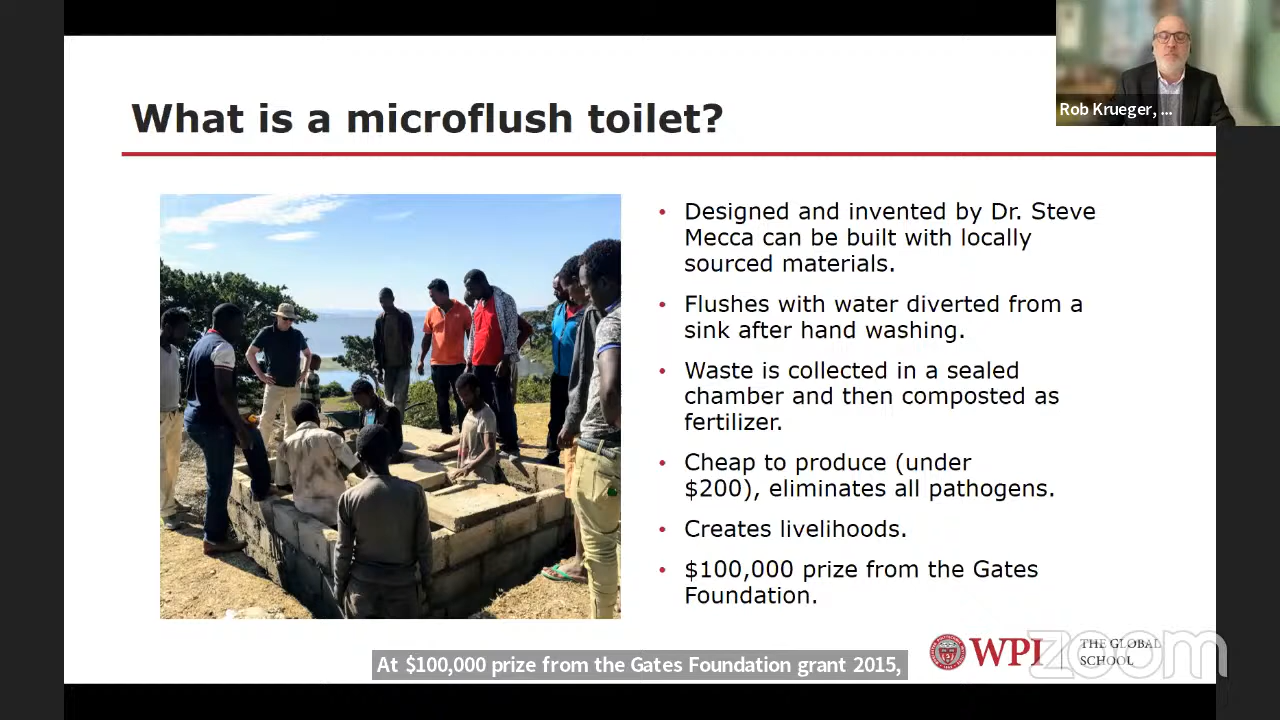 What is a microflush toilet?
Rob Krueger, ...
• Designed and invented by Dr. Steve
Mecca can be built with locally
sourced materials.
• Flushes with water diverted from a
sink after hand washing.
• Waste is collected in a sealed
chamber and then composted as
fertilizer.
• Cheap to produce (under
$200), eliminates all pathogens.
• Creates livelihoods.
• $100,000 prize from the Gates
Foundation.
WPI
THE GLOBAL
SCHOOL
zoom
At $100,000 prize from the Gates Foundation grant 2015,